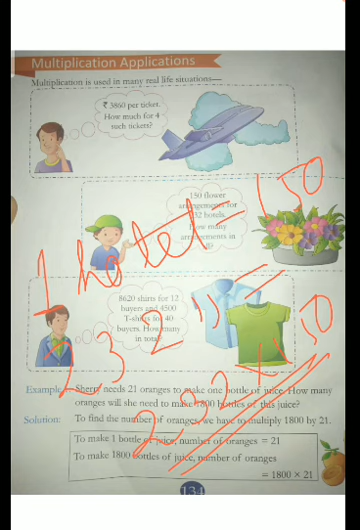 Multiplication Applications
Multiplication is used in many real life situations—
₹ 3860 per ticket.
How much for 4
such tickets?
150 flower
arrangements for
232 hotels.
How many
arrangements in
1 hotel - 150
232 " =
232 × 150
8620 shirts for 12
buyers and 4500
T-shirts for 40
buyers. How many
in total?
Example : Sherry needs 21 oranges to make one bottle of juice. How many
oranges will she need to make 1800 bottles of this juice?
Solution: To find the number of oranges, we have to multiply 1800 by 21.
To make 1 bottle of juice, number of oranges = 21
To make 1800 bottles of juice, number of oranges
= 1800 × 21
134